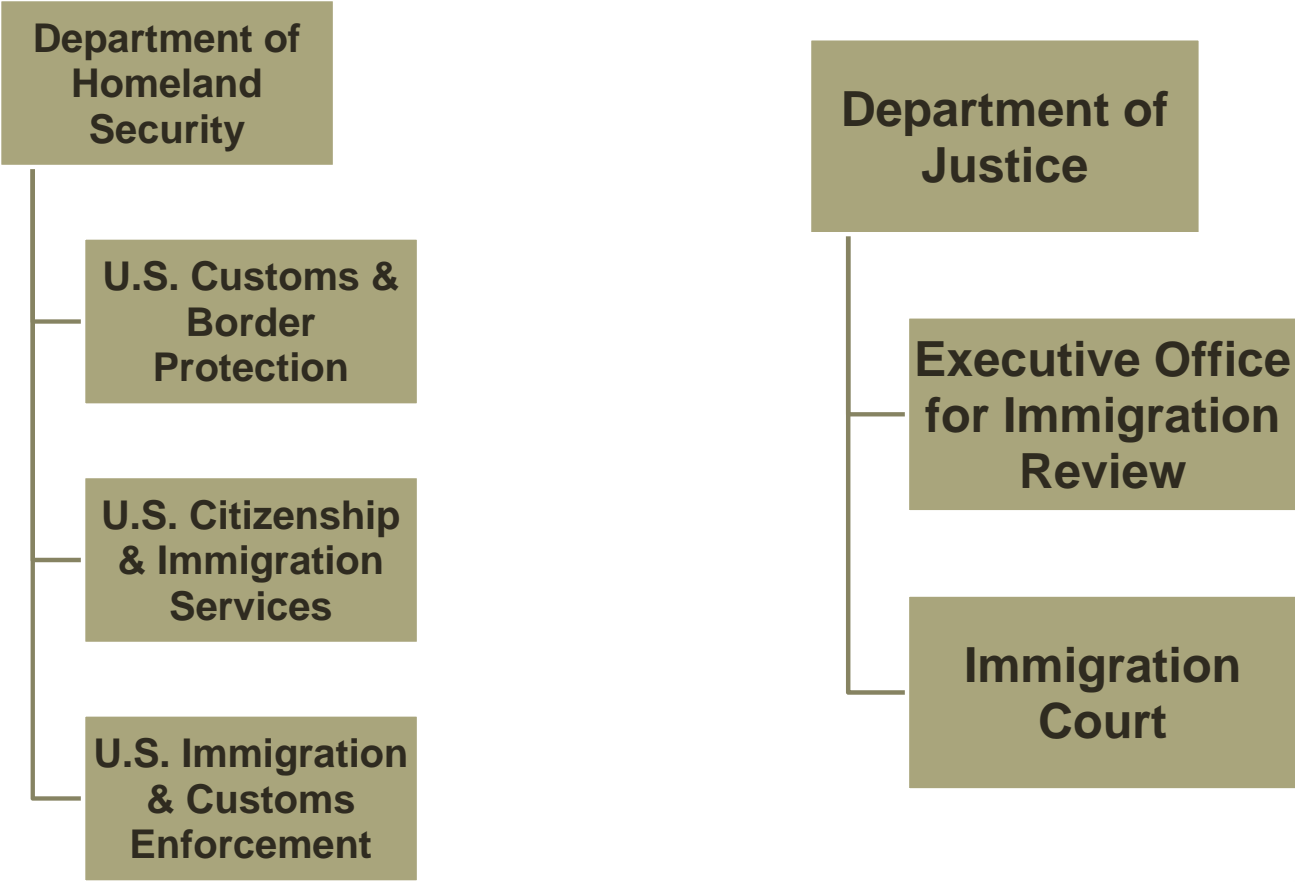 Department of
Homeland
Security
U.S. Customs &
Border
Protection
U.S. Citizenship
& Immigration
Services
U.S. Immigration
& Customs
Enforcement
Department of
Justice
Executive Office
for Immigration
Review
Immigration
Court